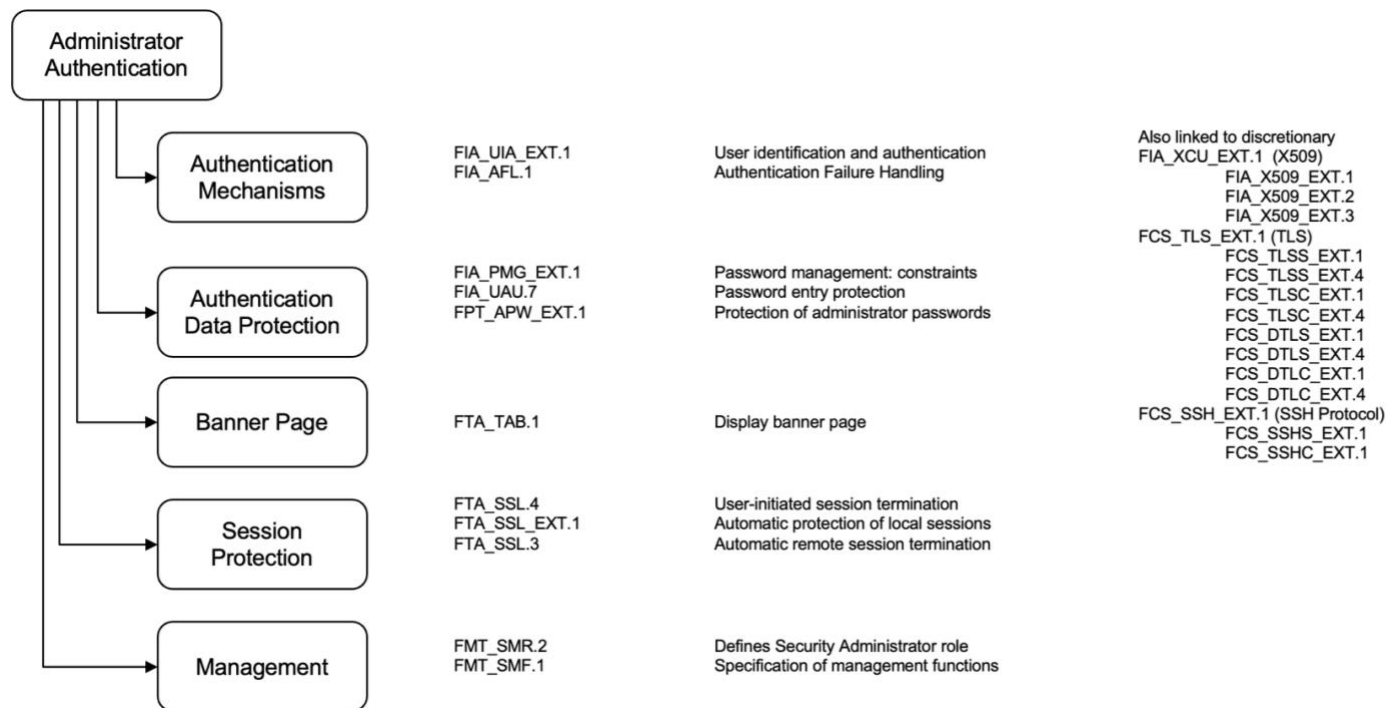 Administrator
Authentication
Authentication
Mechanisms
FIA_UIA_EXT.1 User identification and authentication
FIA_AFL.1 Authentication Failure Handling
Authentication
Data Protection
FIA_PMG_EXT.1 Password management: constraints
FIA_UAU.7 Password entry protection
FPT_APW_EXT.1 Protection of administrator passwords
Banner Page
FTA_TAB.1 Display banner page
Session
Protection
FTA_SSL.4 User-initiated session termination
FTA_SSL_EXT.1 Automatic protection of local sessions
FTA_SSL.3 Automatic remote session termination
Management
FMT_SMR.2 Defines Security Administrator role
FMT_SMF.1 Specification of management functions
Also linked to discretionary
FIA_XCU_EXT.1 (X509)
FIA_X509_EXT.1
FIA_X509_EXT.2
FIA_X509_EXT.3
FCS_TLS_EXT.1 (TLS)
FCS_TLSS_EXT.1
FCS_TLSS_EXT.4
FCS_TLSC_EXT.1
FCS_TLSC_EXT.4
FCS_DTLS_EXT.1
FCS_DTLS_EXT.4
FCS_DTLC_EXT.1
FCS_DTLC_EXT.4
FCS_SSH_EXT.1 (SSH Protocol)
FCS_SSHS_EXT.1
FCS_SSHC_EXT.1